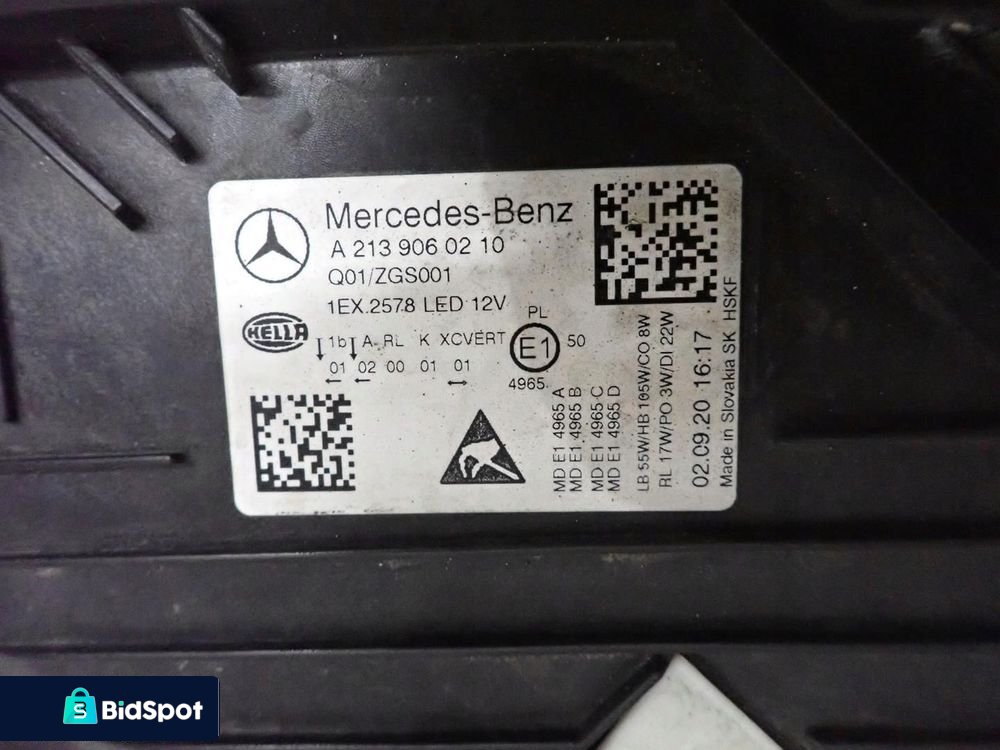 Mercedes-Benz
A 213 906 02 10
Q01/ZGS001
1EX.2578 LED 12V
HELLA
1b A RL K XCVERT
01 02 00 01 01
PL
E1
50
4965
MD E1 4965 A
MD E1 4965 B
MD E1 4965 C
MD E1 4965 D
LB 55W/HB 165W/CO 8W
RL 17W/PO 3W/DI 22W
02.09.20 16:17
Made in Slovakia SK HSKF
BidSpot